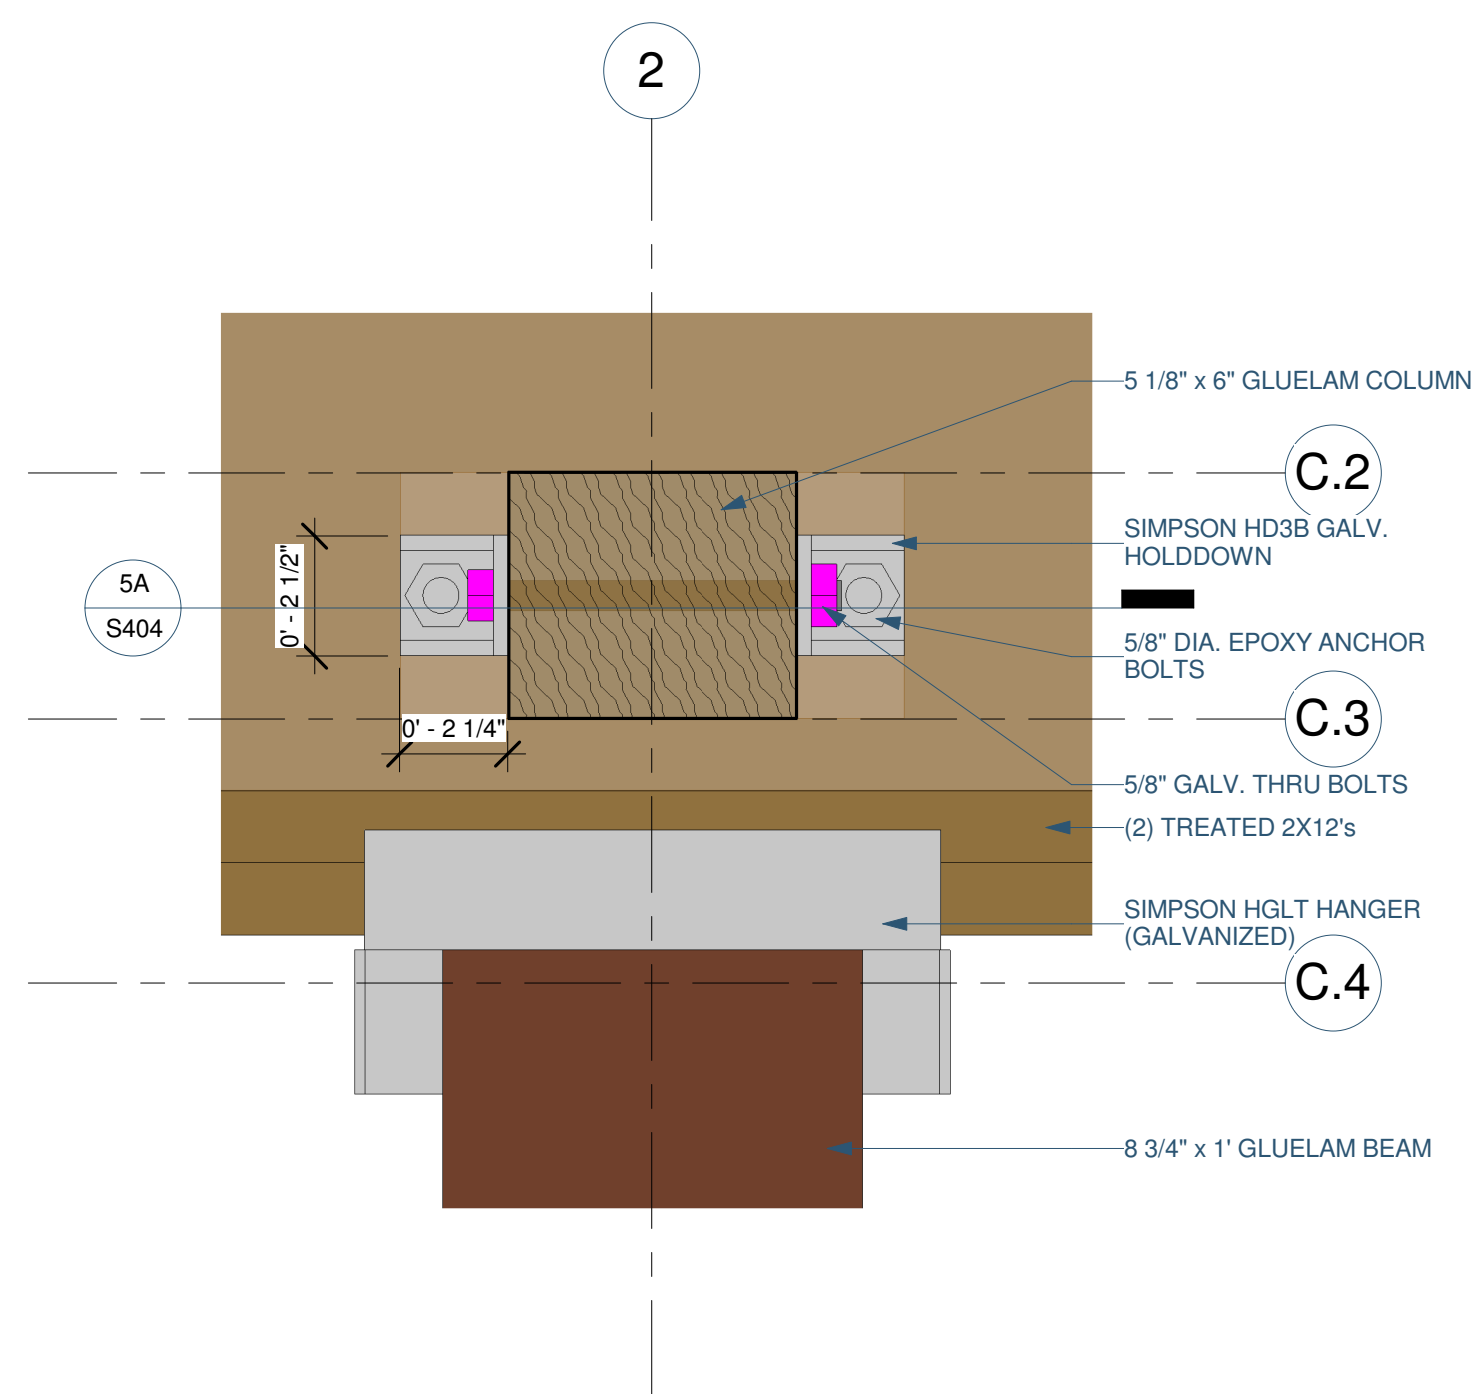 2
5 1/8" x 6" GLUELAM COLUMN
C.2
SIMPSON HD3B GALV.
HOLDDOWN
0' - 2 1/2"
5A
S404
5/8" DIA. EPOXY ANCHOR
BOLTS
C.3
0' - 2 1/4"
5/8" GALV. THRU BOLTS
(2) TREATED 2X12's
SIMPSON HGLT HANGER
(GALVANIZED)
C.4
8 3/4" x 1' GLUELAM BEAM